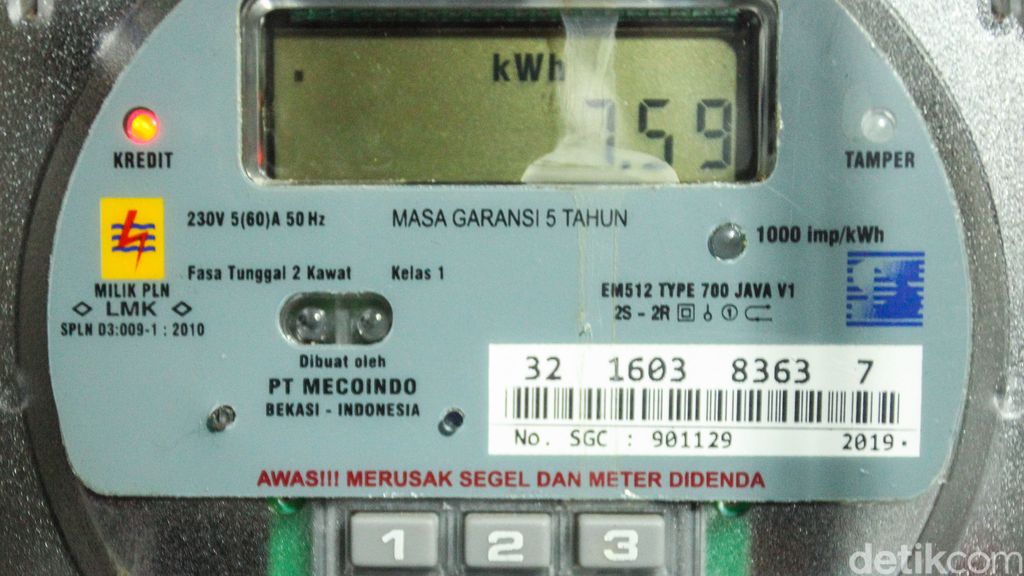 kWh
7.59
KREDIT
TAMPER
230V 5(60)A 50 Hz
MASA GARANSI 5 TAHUN
1000 imp/kWh
Fasa Tunggal 2 Kawat
Kelas 1
MILIK PLN
LMK
SPLN D3:009-1 : 2010
EM512 TYPE 700 JAVA V1
2S - 2R
Dibuat oleh
PT MECOINDO
BEKASI - INDONESIA
32 1603 8363 7
No. SGC : 901129 2019
AWAS!!! MERUSAK SEGEL DAN METER DIDENDA
1 2 3
detikcom